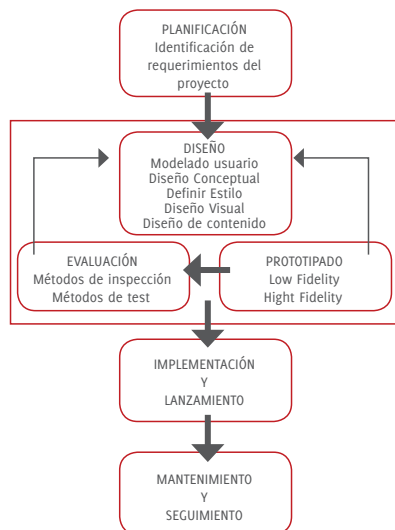 PLANIFICACIÓN
Identificación de
requerimientos del
proyecto
DISEÑO
Modelado usuario
Diseño Conceptual
Definir Estilo
Diseño Visual
Diseño de contenido
EVALUACIÓN
Métodos de inspección
Métodos de test
PROTOTIPADO
Low Fidelity
Hight Fidelity
IMPLEMENTACIÓN
Y
LANZAMIENTO
MANTENIMIENTO
Y
SEGUIMIENTO